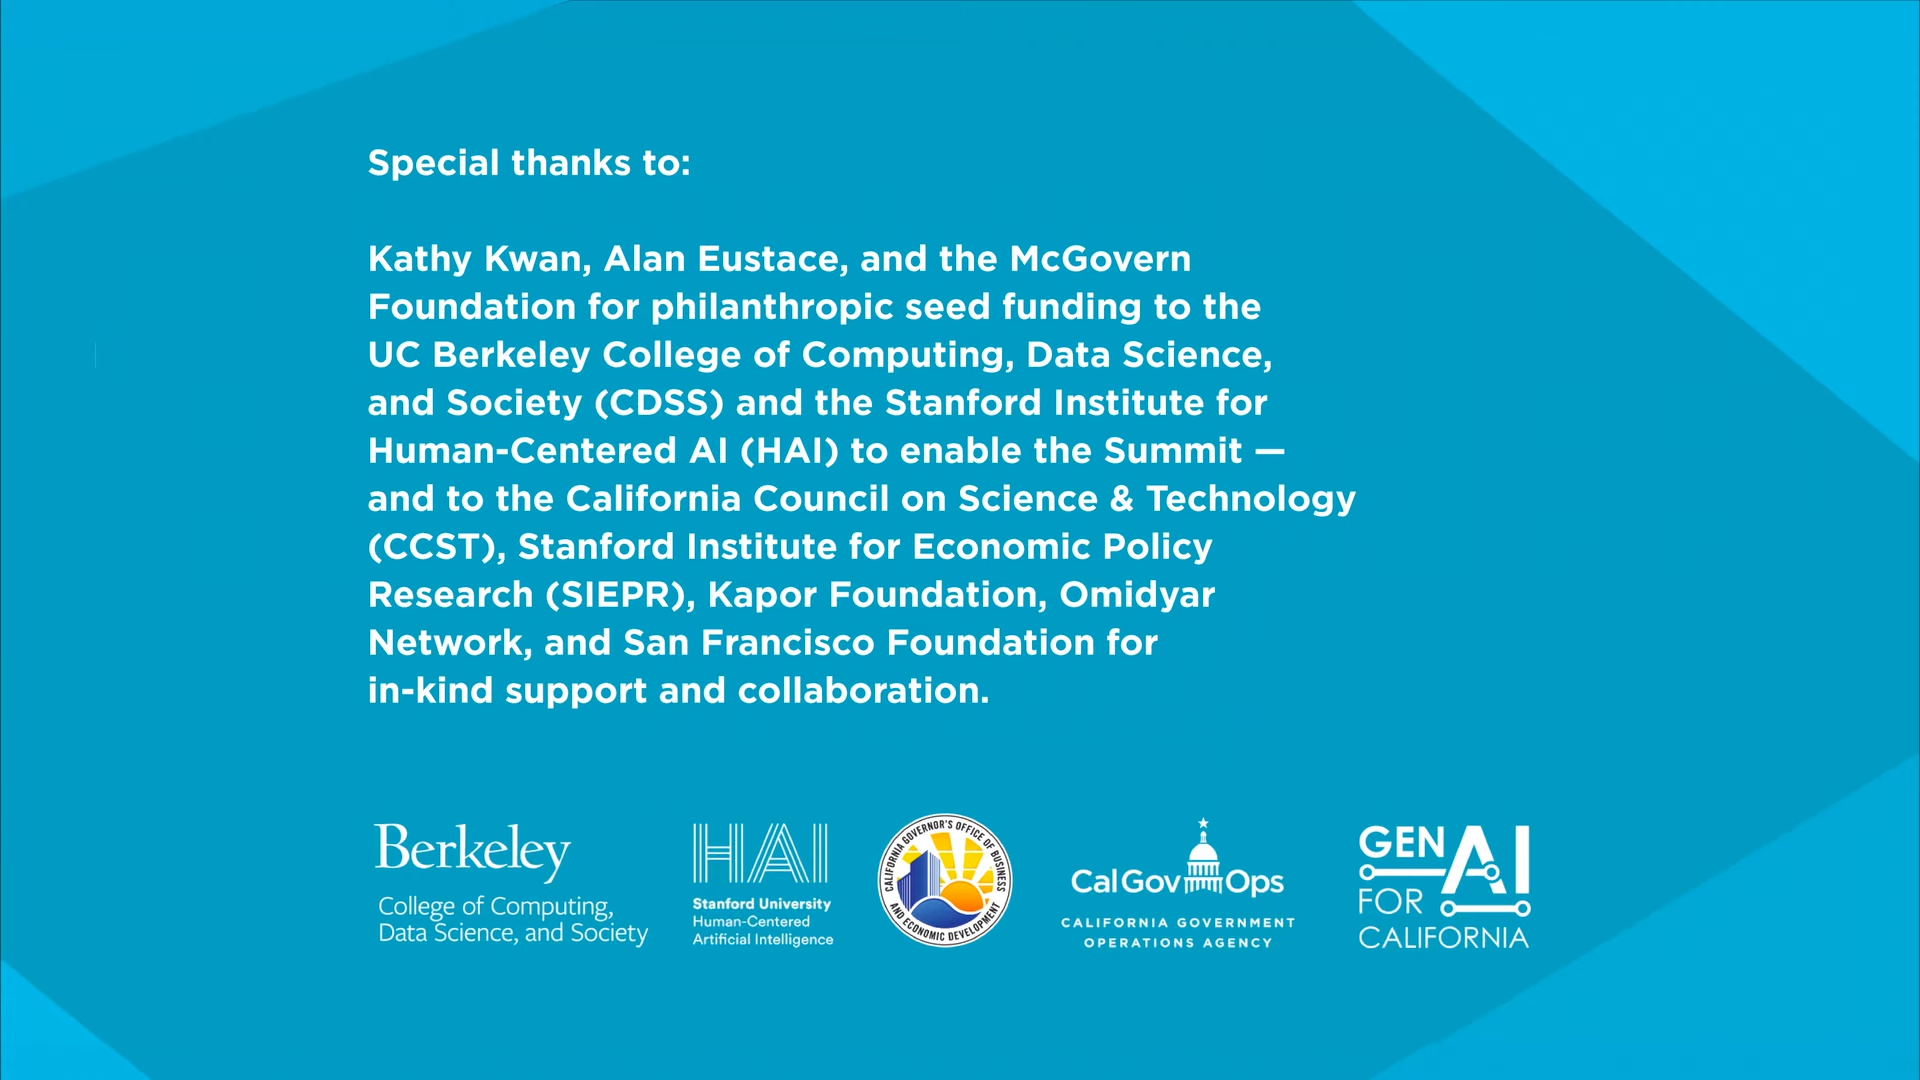 Special thanks to:
Kathy Kwan, Alan Eustace, and the McGovern
Foundation for philanthropic seed funding to the
UC Berkeley College of Computing, Data Science,
and Society (CDSS) and the Stanford Institute for
Human-Centered AI (HAI) to enable the Summit —
and to the California Council on Science & Technology
(CCST), Stanford Institute for Economic Policy
Research (SIEPR), Kapor Foundation, Omidyar
Network, and San Francisco Foundation for
in-kind support and collaboration.
Berkeley
College of Computing,
Data Science, and Society
HAI
Stanford University
Human-Centered
Artificial Intelligence
CALIFORNIA GOVERNOR'S OFFICE OF BUSINESS
AND ECONOMIC DEVELOPMENT
CalGovOps
CALIFORNIA GOVERNMENT
OPERATIONS AGENCY
GEN AI
FOR
CALIFORNIA